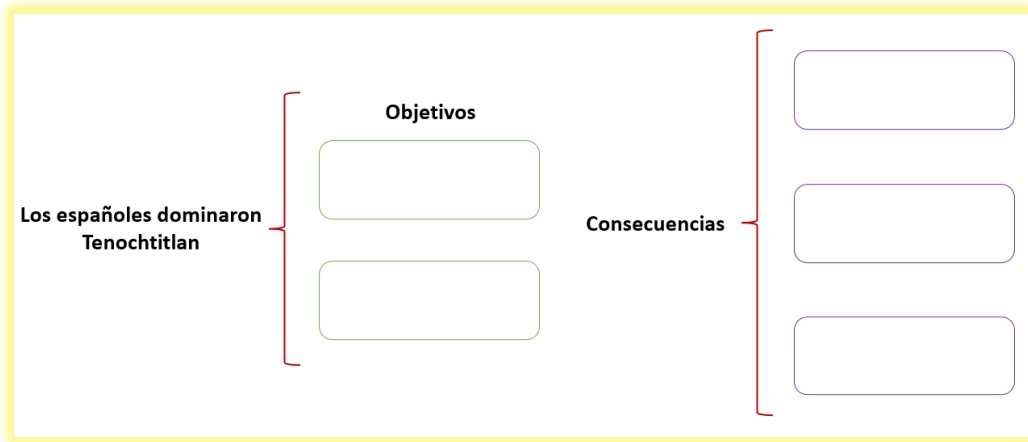 Objetivos
Los españoles dominaron
Tenochtitlan
Consecuencias